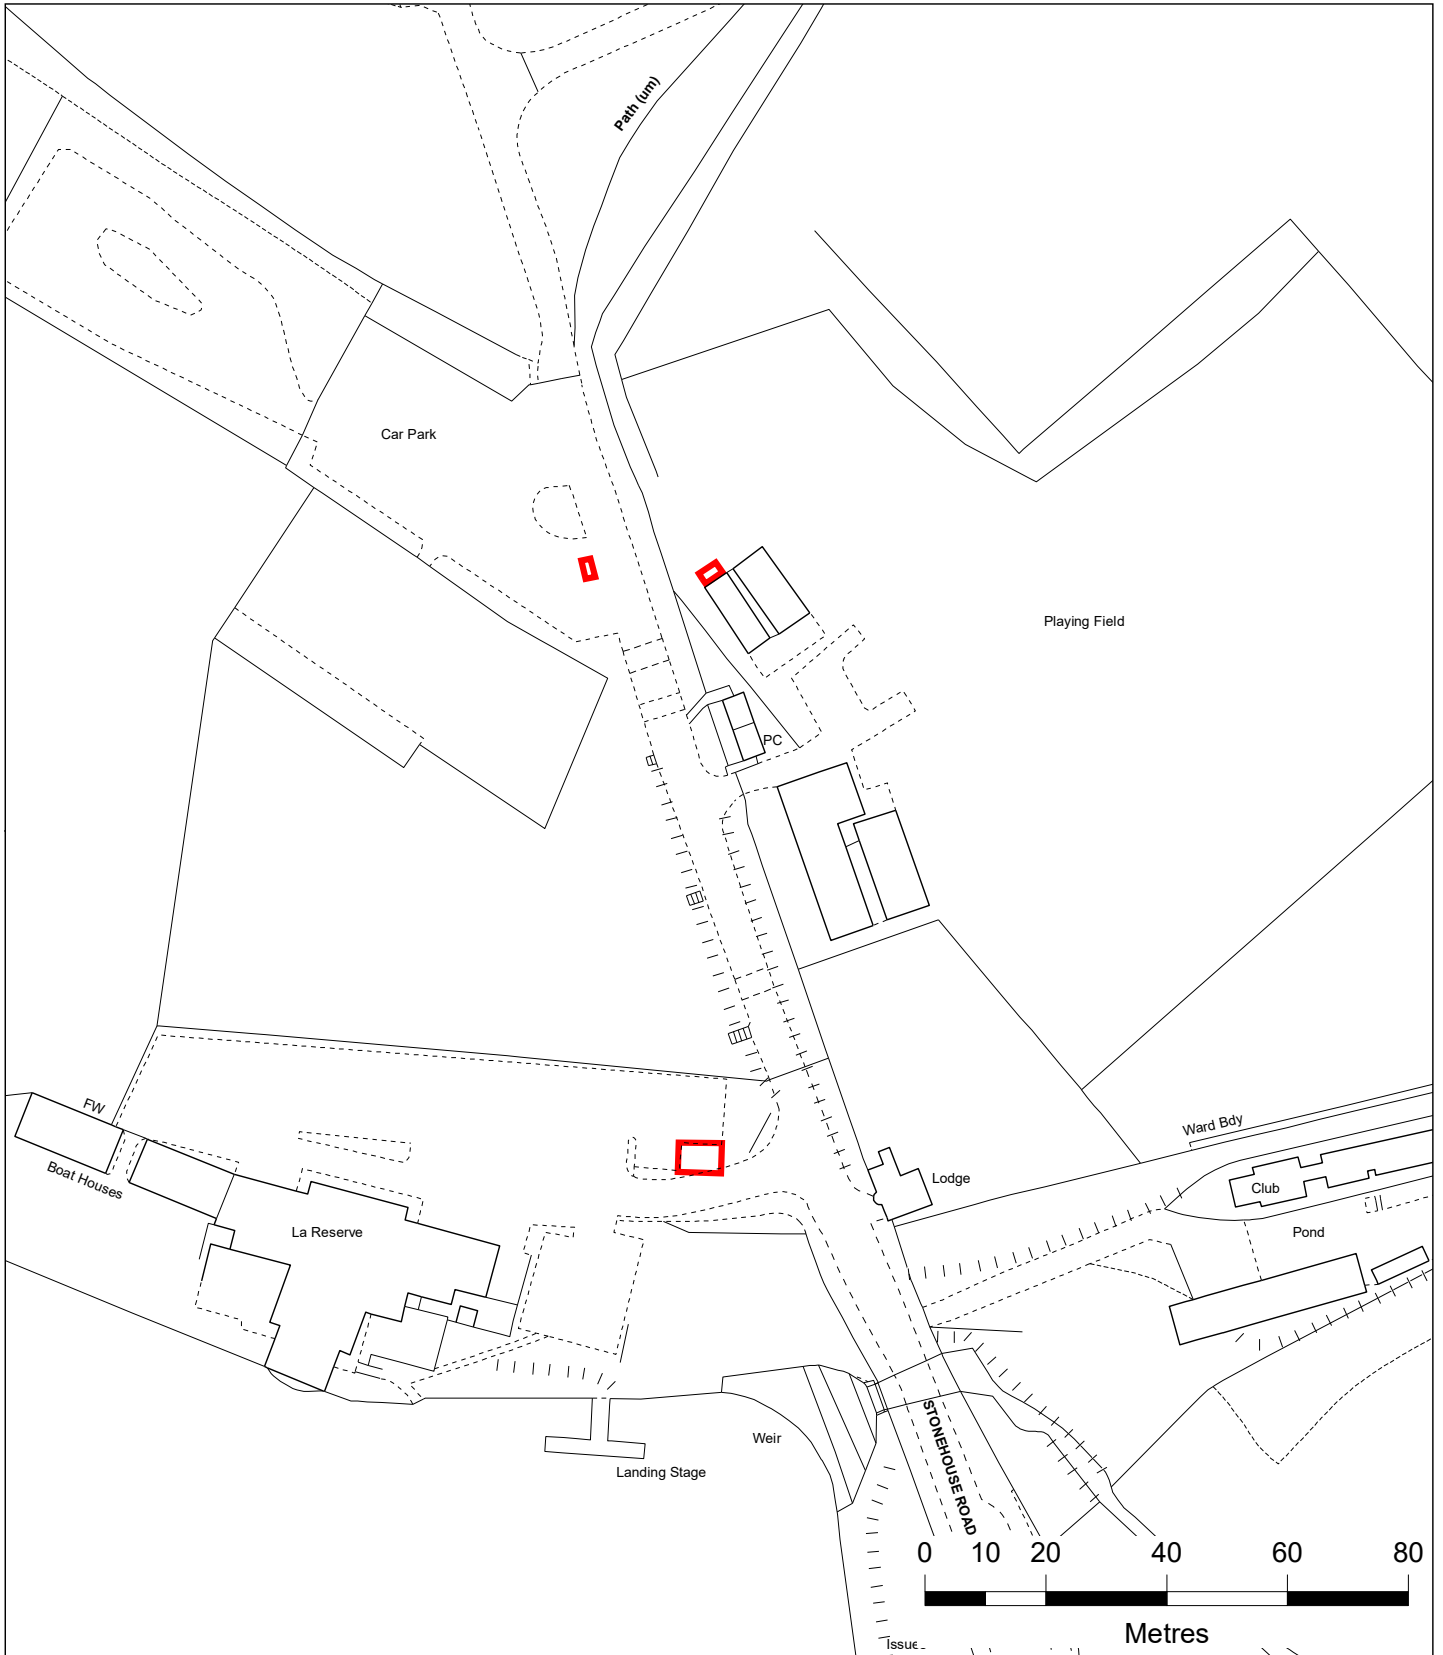 Path (um)
Car Park
Playing Field
PC
FW
Boat Houses
Ward Bdy
Lodge
Club
La Reserve
Pond
STONEHOUSE ROAD
Weir
Landing Stage
0 10 20 40 60 80
Metres
Issue